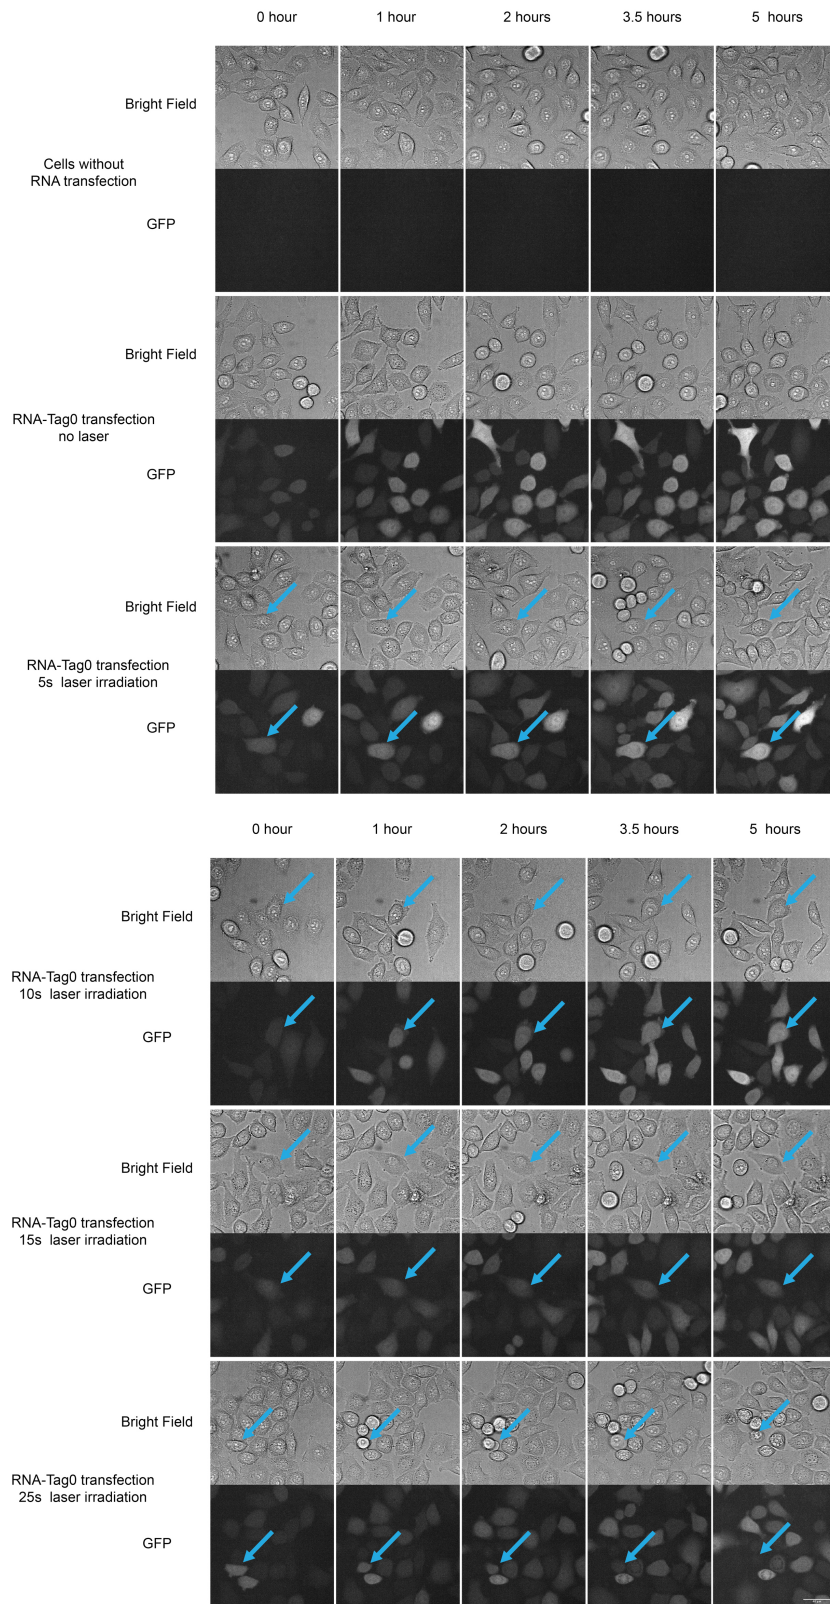 0 hour 1 hour 2 hours 3.5 hours 5 hours
Bright Field
Cells without
RNA transfection
GFP
Bright Field
RNA-Tag0 transfection
no laser
GFP
Bright Field
RNA-Tag0 transfection
5s laser irradiation
GFP
0 hour 1 hour 2 hours 3.5 hours 5 hours
Bright Field
RNA-Tag0 transfection
10s laser irradiation
GFP
Bright Field
RNA-Tag0 transfection
15s laser irradiation
GFP
Bright Field
RNA-Tag0 transfection
25s laser irradiation
GFP